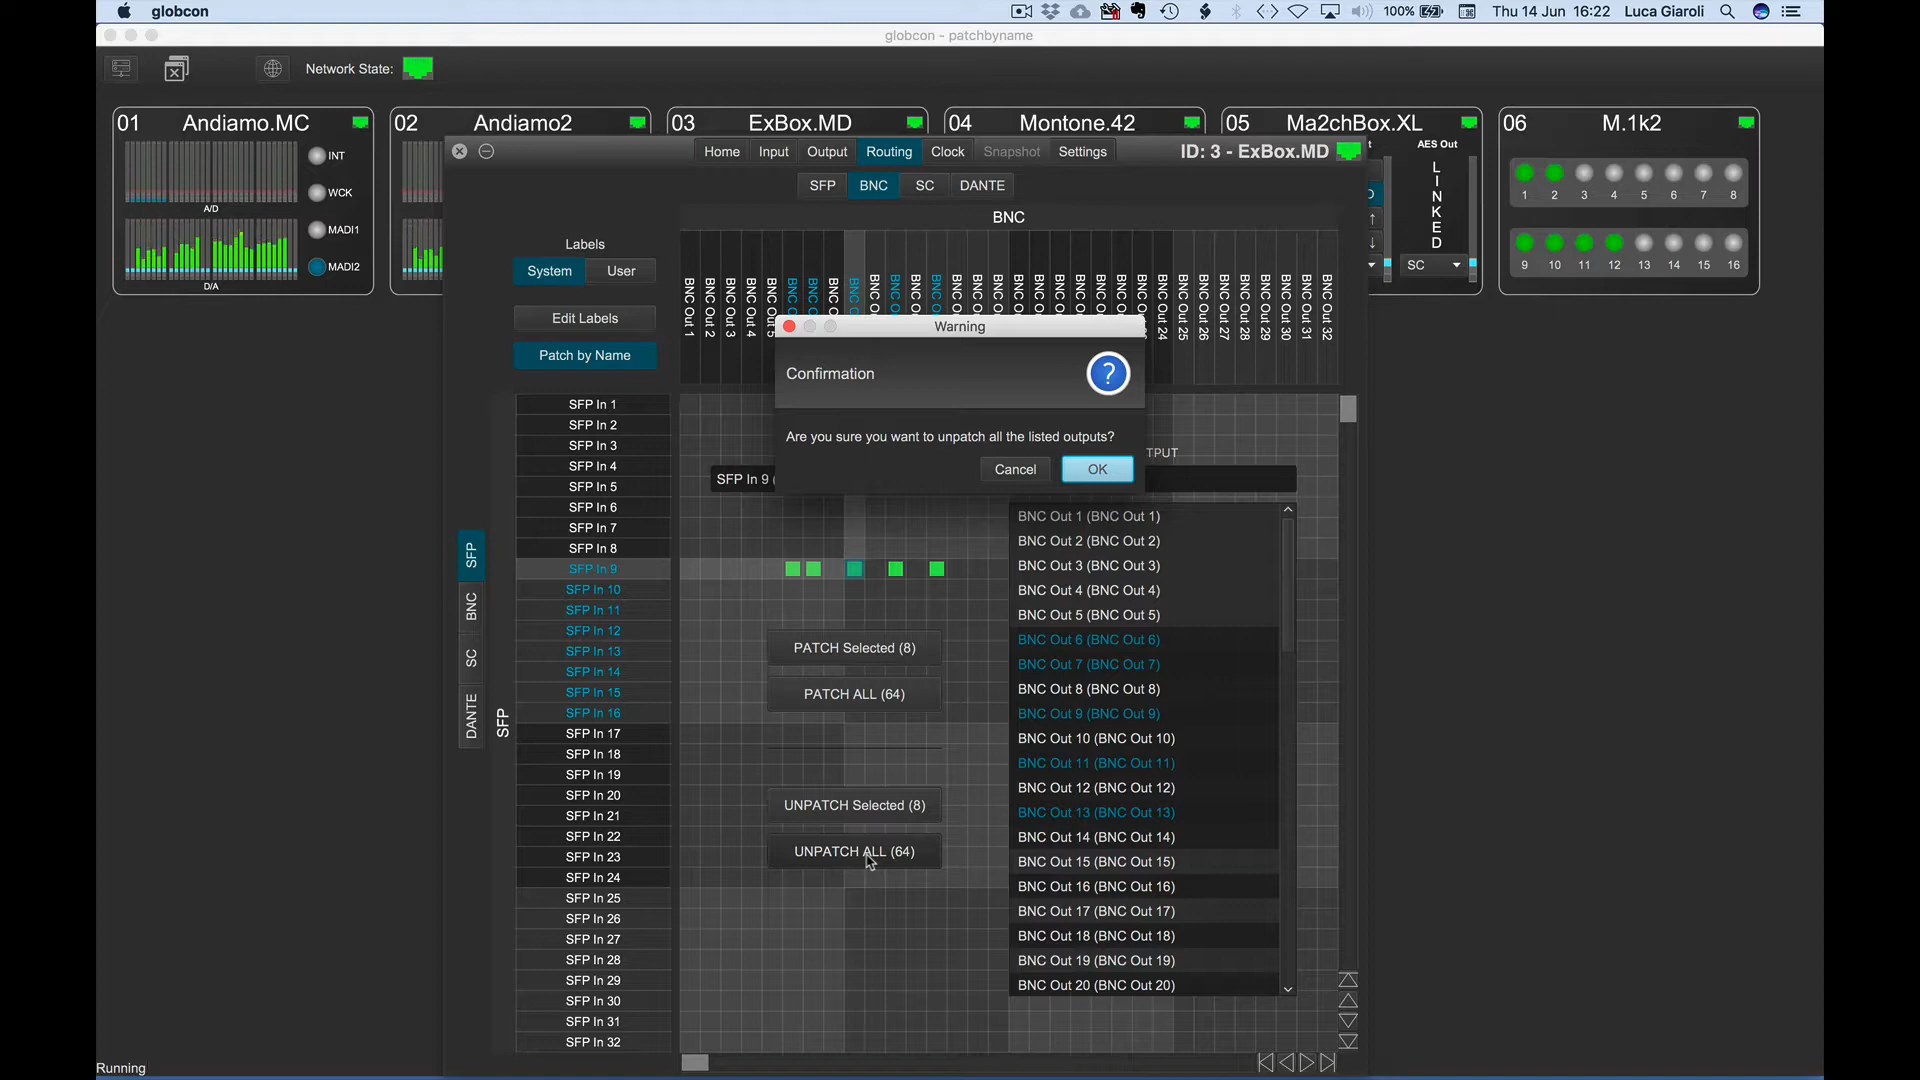 globcon
100%
Thu 14 Jun 16:22
Luca Giaroli
globcon - patchbyname
Network State:
01 Andiamo.MC
02 Andiamo2
03 ExBox.MD
04 Montone.42
05 Ma2chBox.XL
06 M.1k2
INT
WCK
MADI1
MADI2
A/D
D/A
Home
Input
Output
Routing
Clock
Snapshot
Settings
ID: 3 - ExBox.MD
AES Out
LINKED
SC
1 2 3 4 5 6 7 8
9 10 11 12 13 14 15 16
SFP
BNC
SC
DANTE
BNC
Labels
System
User
Edit Labels
Patch by Name
BNC Out 1
BNC Out 2
BNC Out 3
BNC Out 4
BNC Out 24
BNC Out 25
BNC Out 26
BNC Out 27
BNC Out 28
BNC Out 29
BNC Out 30
BNC Out 31
BNC Out 32
Warning
Confirmation
?
Are you sure you want to unpatch all the listed outputs?
Cancel
OK
TPUT
SFP In 9 (
SFP
BNC
SC
DANTE
SFP
SFP In 1
SFP In 2
SFP In 3
SFP In 4
SFP In 5
SFP In 6
SFP In 7
SFP In 8
SFP In 9
SFP In 10
SFP In 11
SFP In 12
SFP In 13
SFP In 14
SFP In 15
SFP In 16
SFP In 17
SFP In 18
SFP In 19
SFP In 20
SFP In 21
SFP In 22
SFP In 23
SFP In 24
SFP In 25
SFP In 26
SFP In 27
SFP In 28
SFP In 29
SFP In 30
SFP In 31
SFP In 32
PATCH Selected (8)
PATCH ALL (64)
UNPATCH Selected (8)
UNPATCH ALL (64)
BNC Out 1 (BNC Out 1)
BNC Out 2 (BNC Out 2)
BNC Out 3 (BNC Out 3)
BNC Out 4 (BNC Out 4)
BNC Out 5 (BNC Out 5)
BNC Out 6 (BNC Out 6)
BNC Out 7 (BNC Out 7)
BNC Out 8 (BNC Out 8)
BNC Out 9 (BNC Out 9)
BNC Out 10 (BNC Out 10)
BNC Out 11 (BNC Out 11)
BNC Out 12 (BNC Out 12)
BNC Out 13 (BNC Out 13)
BNC Out 14 (BNC Out 14)
BNC Out 15 (BNC Out 15)
BNC Out 16 (BNC Out 16)
BNC Out 17 (BNC Out 17)
BNC Out 18 (BNC Out 18)
BNC Out 19 (BNC Out 19)
BNC Out 20 (BNC Out 20)
Running